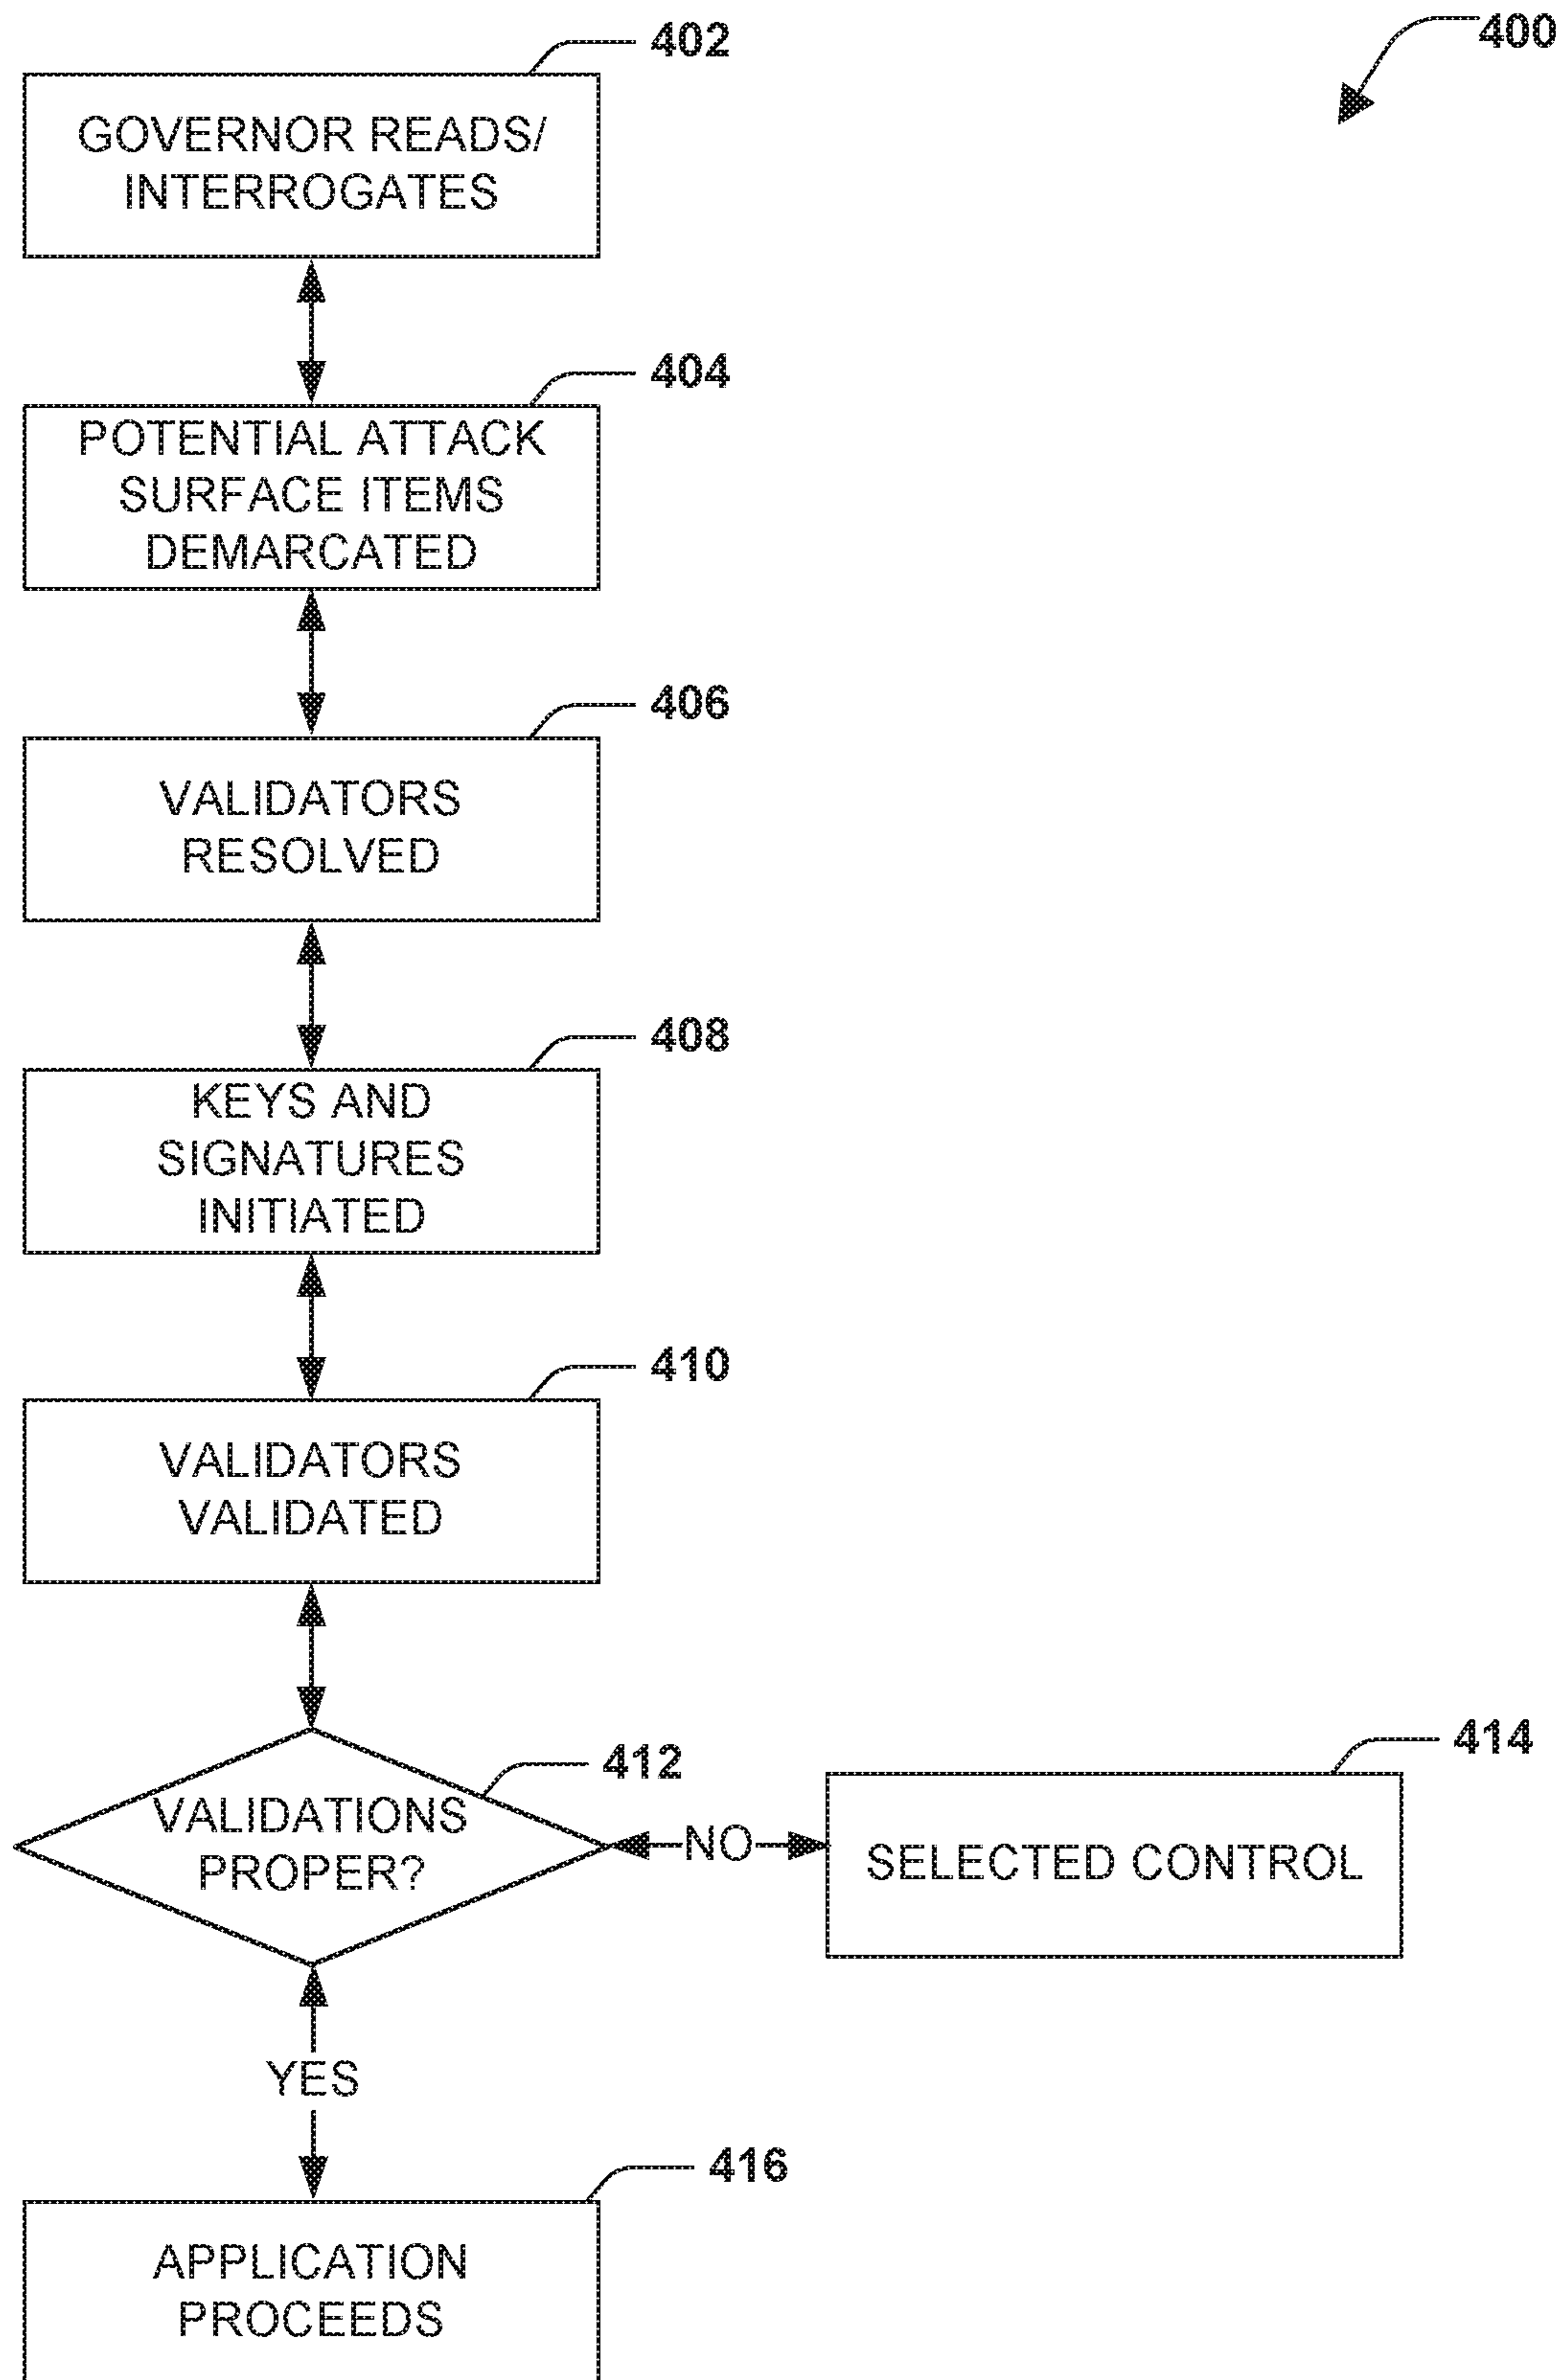 402
400
GOVERNOR READS/
INTERROGATES
404
POTENTIAL ATTACK
SURFACE ITEMS
DEMARCATED
406
VALIDATORS
RESOLVED
408
KEYS AND
SIGNATURES
INITIATED
410
VALIDATORS
VALIDATED
412
414
VALIDATIONS
PROPER?
NO
SELECTED CONTROL
YES
416
APPLICATION
PROCEEDS